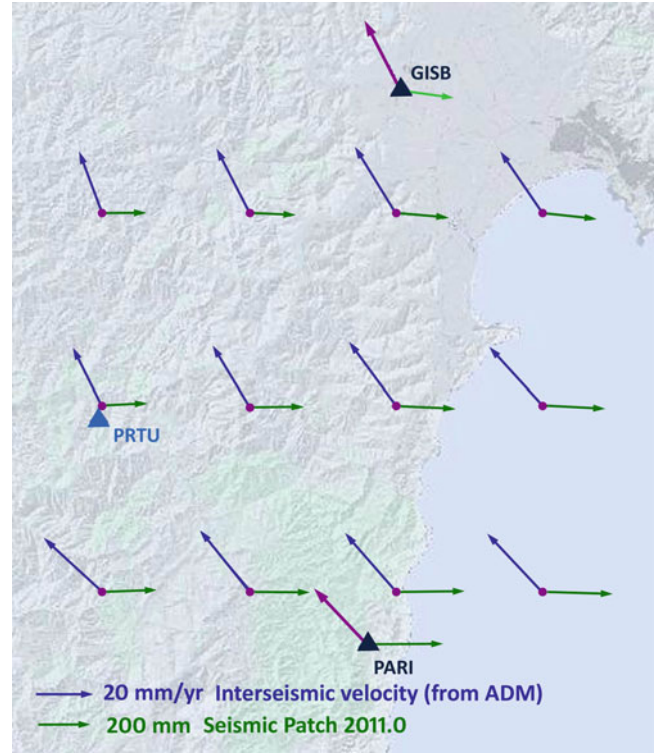 GISB
PRTU
PARI
20 mm/yr Interseismic velocity (from ADM)
200 mm Seismic Patch 2011.0